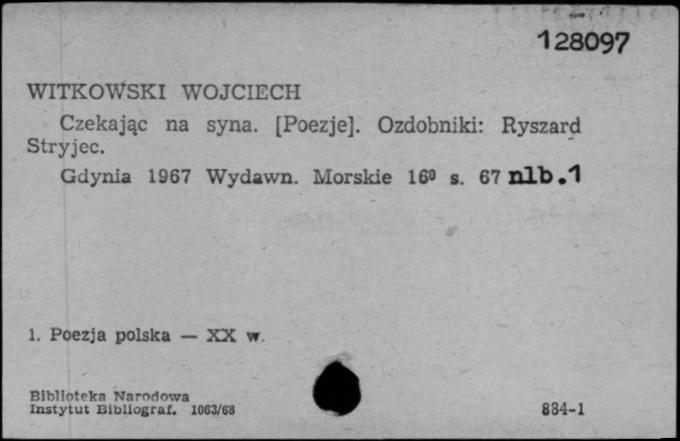 128097
WITKOWSKI WOJCIECH
Czekając na syna. [Poezje]. Ozdobniki: Ryszard
Stryjec.
Gdynia 1967 Wydawn. Morskie 16⁰ s. 67 nlb.1
1. Poezja polska — XX w.
Biblioteka Narodowa
Instytut Bibliograf. 1063/68
884-1